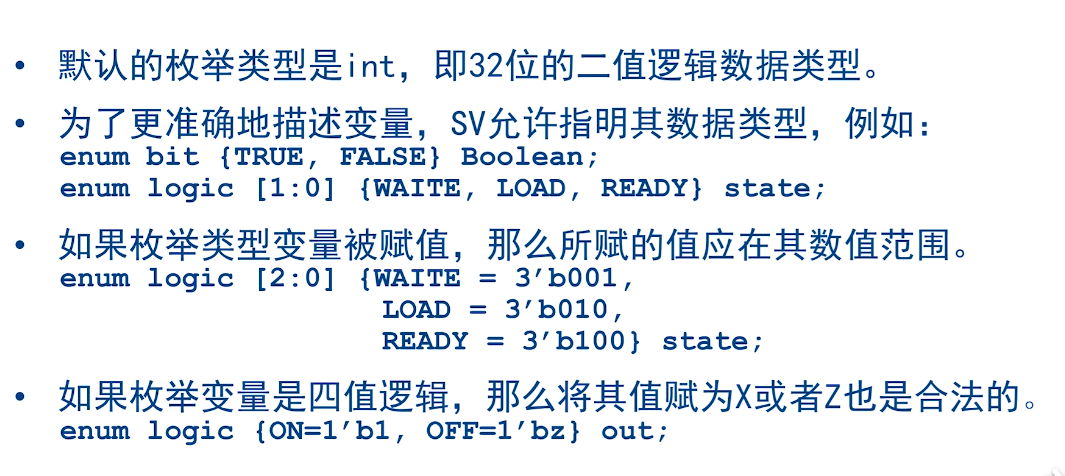 • 默认的枚举类型是int，即32位的二值逻辑数据类型。
• 为了更准确地描述变量，SV允许指明其数据类型，例如：
enum bit {TRUE, FALSE} Boolean;
enum logic [1:0] {WAITE, LOAD, READY} state;
• 如果枚举类型变量被赋值，那么所赋的值应在其数值范围。
enum logic [2:0] {WAITE = 3’b001,
LOAD = 3’b010,
READY = 3’b100} state;
• 如果枚举变量是四值逻辑，那么将其值赋为X或者Z也是合法的。
enum logic {ON=1’b1, OFF=1’bz} out;